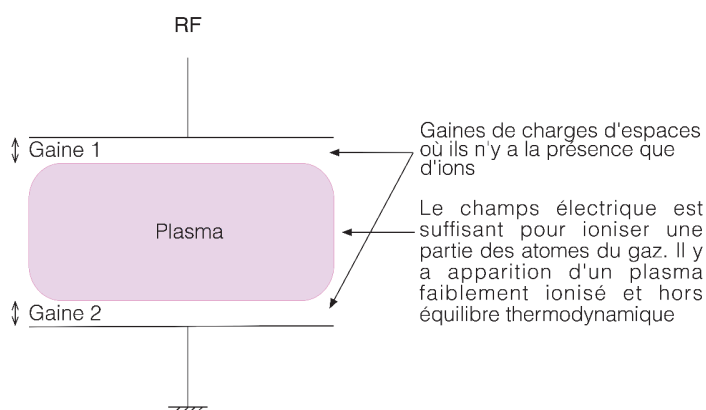 RF
Gaine 1
Gaines de charges d'espaces
où ils n'y a la présence que
d'ions
Plasma
Le champs électrique est
suffisant pour ioniser une
partie des atomes du gaz. Il y
a apparition d'un plasma
faiblement ionisé et hors
équilibre thermodynamique
Gaine 2